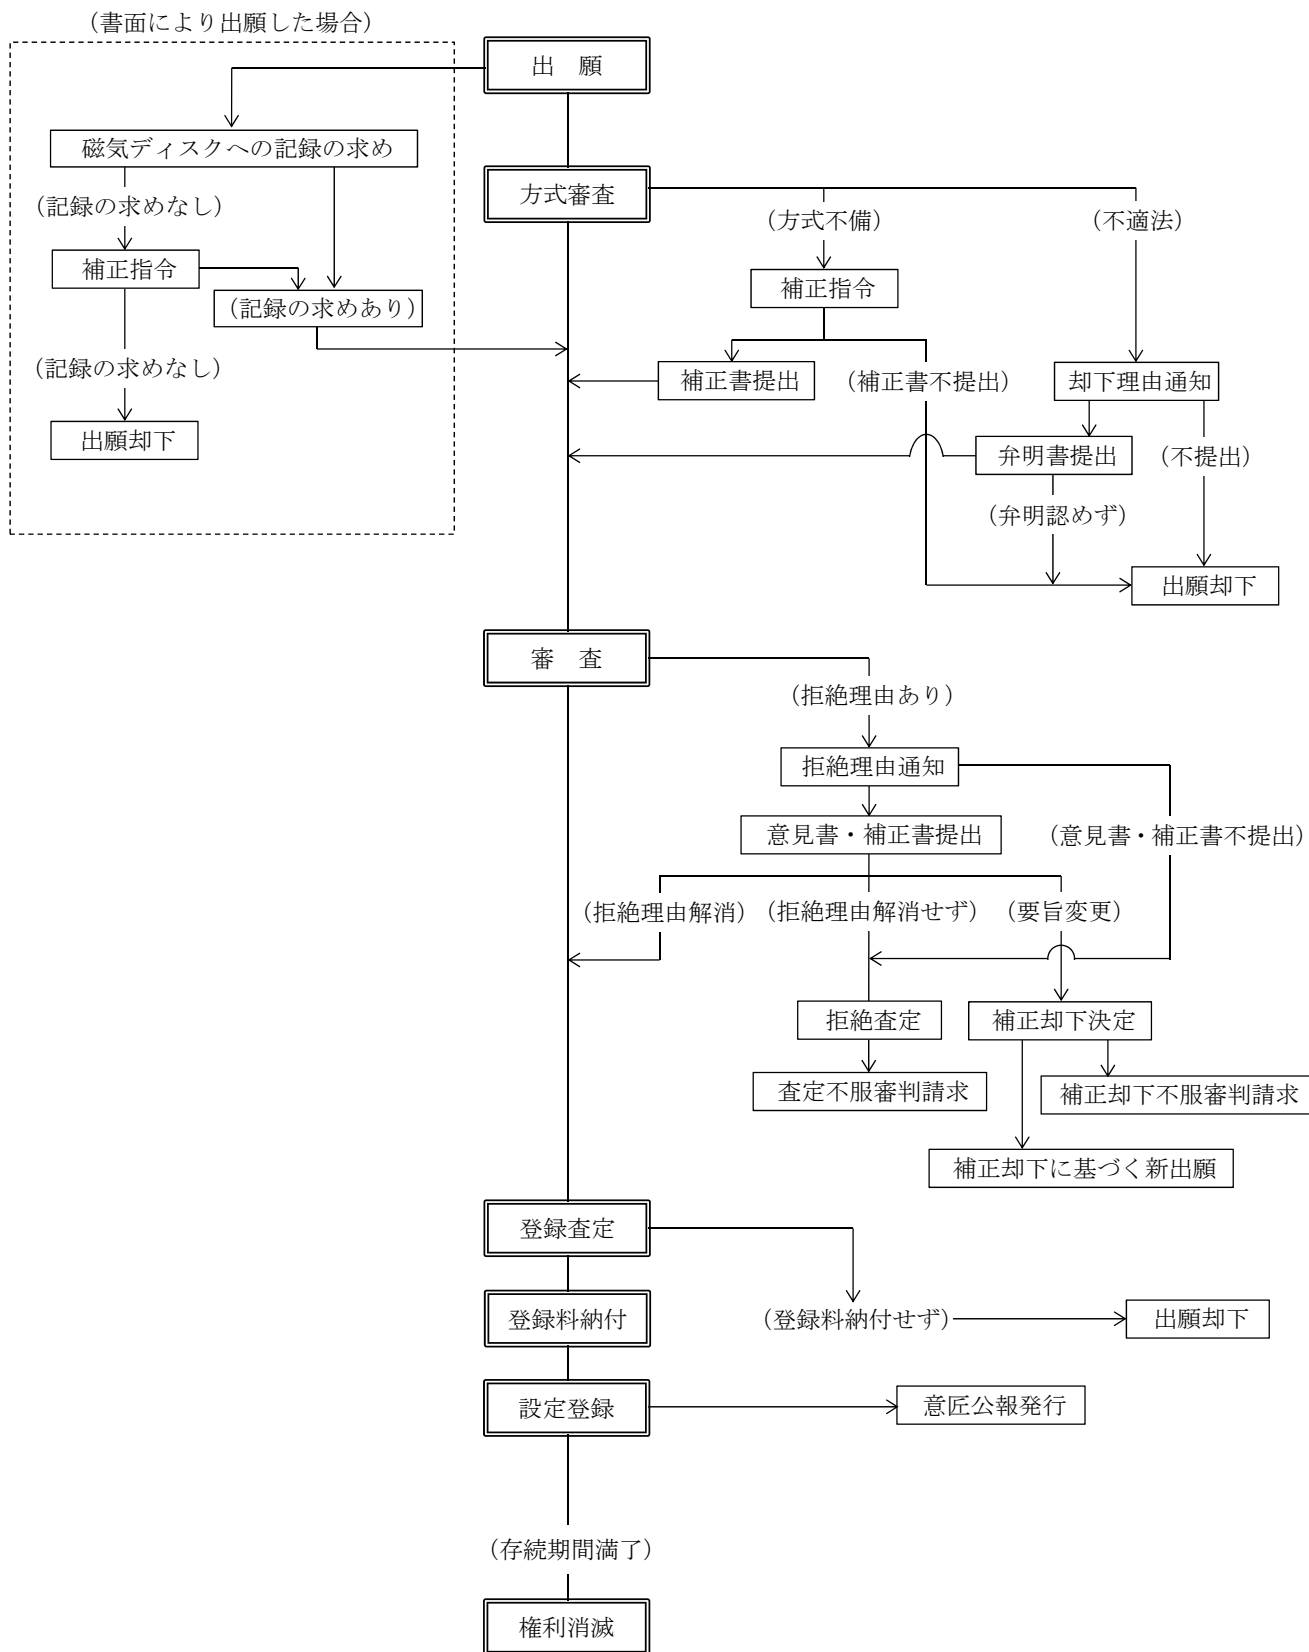 （書面により出願した場合）
出　願
磁気ディスクへの記録の求め
方式審査
（記録の求めなし）
（方式不備）
（不適法）
補正指令
補正指令
（記録の求めあり）
（記録の求めなし）
補正書提出
（補正書不提出）
却下理由通知
出願却下
弁明書提出
（不提出）
（弁明認めず）
出願却下
審　査
（拒絶理由あり）
拒絶理由通知
意見書・補正書提出
（意見書・補正書不提出）
（拒絶理由解消）
（拒絶理由解消せず）
（要旨変更）
拒絶査定
補正却下決定
査定不服審判請求
補正却下不服審判請求
補正却下に基づく新出願
登録査定
登録料納付
（登録料納付せず）
出願却下
設定登録
意匠公報発行
（存続期間満了）
権利消滅